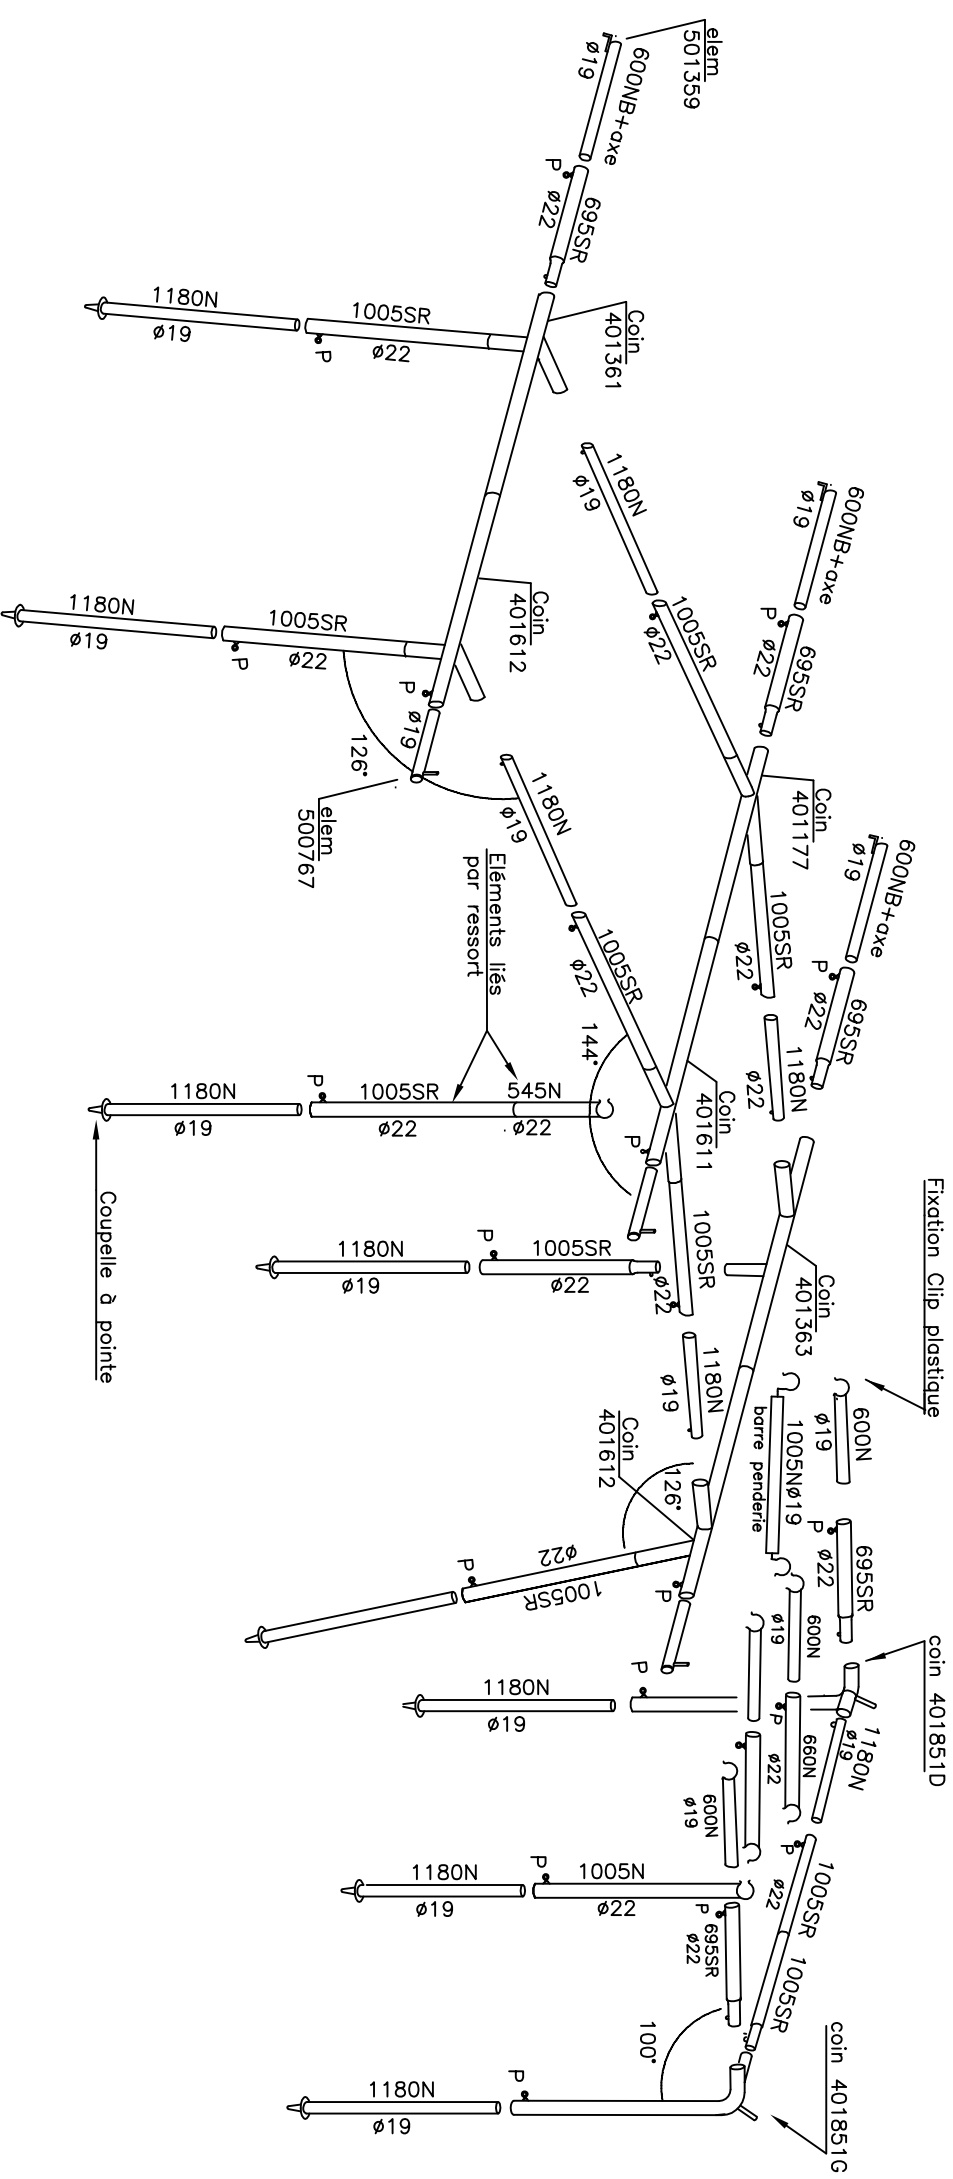 elem
501359
600NB+axe
ø19
P
695SR
ø22
Coin
401361
1180N
ø19
1005SR
ø22
P
Coin
401612
1180N
ø19
1005SR
ø22
P
P
ø19
126°
elem
500767
1180N
ø19
1005SR
ø22
600NB+axe
ø19
P
695SR
ø22
Coin
401177
1005SR
ø22
1180N
ø22
600NB+axe
ø19
P
695SR
ø22
1180N
ø19
1005SR
ø22
144°
Eléments liés
par ressort
1180N
ø19
P
1005SR
ø22
545N
ø22
Coupelle à pointe
Coin
401611
P
1005SR
ø22
1180N
ø19
1180N
ø19
P
1005SR
ø22
Coin
401363
Fixation Clip plastique
600N
ø19
1005Nø19
barre penderie
Coin
401612
126°
ø22
1005SR
P
P
P
695SR
ø22
coin 401851D
600N
ø19
1180N
ø19
P
1180N
ø19
P
660N
ø22
600N
ø19
P
1005SR
ø22
1005SR
1180N
ø19
P
1005N
ø22
P
695SR
ø22
100°
coin 401851G
1180N
ø19
P